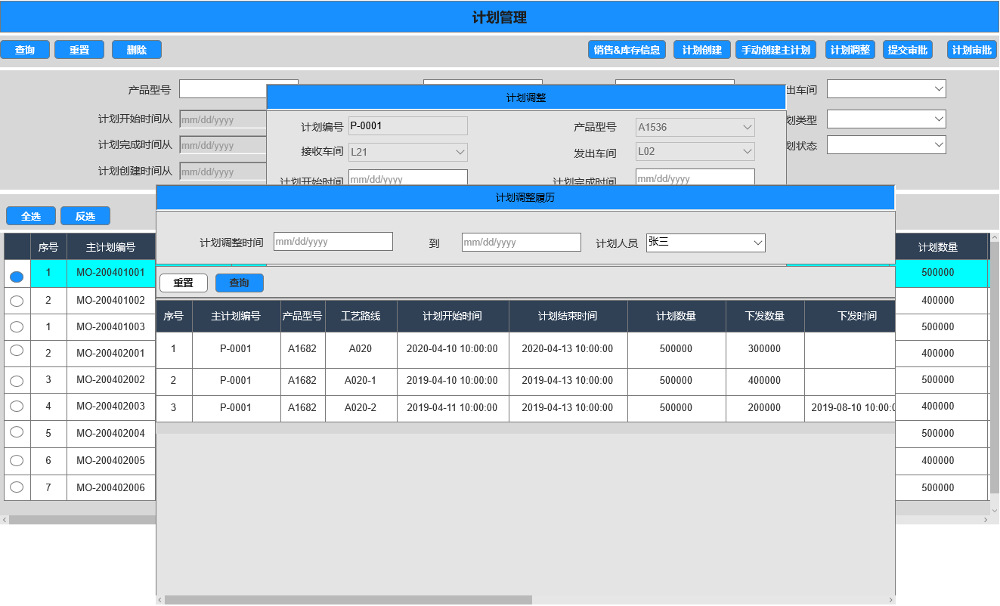 计划管理
查询 重置 删除 销售&库存信息 计划创建 手动创建主计划 计划调整 提交审批 计划审批
产品型号 出车间
计划调整
计划开始时间从 mm/dd/yyyy 计划编号 P-0001 产品型号 A1536 划类型
计划完成时间从 mm/dd/yyyy 接收车间 L21 发出车间 L02 划状态
计划创建时间从 mm/dd/yyyy 计划开始时间 mm/dd/yyyy 计划完成时间 mm/dd/yyyy
计划调整履历
全选 反选
计划调整时间 mm/dd/yyyy 到 mm/dd/yyyy 计划人员 张三
序号 主计划编号 计划数量
1 MO-200401001 500000
重置 查询
2 MO-200401002 400000
序号 主计划编号 产品型号 工艺路线 计划开始时间 计划结束时间 计划数量 下发数量 下发时间
1 MO-200401003 500000
1 P-0001 A1682 A020 2020-04-10 10:00:00 2020-04-13 10:00:00 500000 300000
2 MO-200402001 400000
2 P-0001 A1682 A020-1 2019-04-10 10:00:00 2019-04-13 10:00:00 500000 400000
3 MO-200402002 500000
3 P-0001 A1682 A020-2 2019-04-11 10:00:00 2019-04-13 10:00:00 500000 200000 2019-08-10 10:00:0
4 MO-200402003 400000
5 MO-200402004 500000
6 MO-200402005 400000
7 MO-200402006 500000